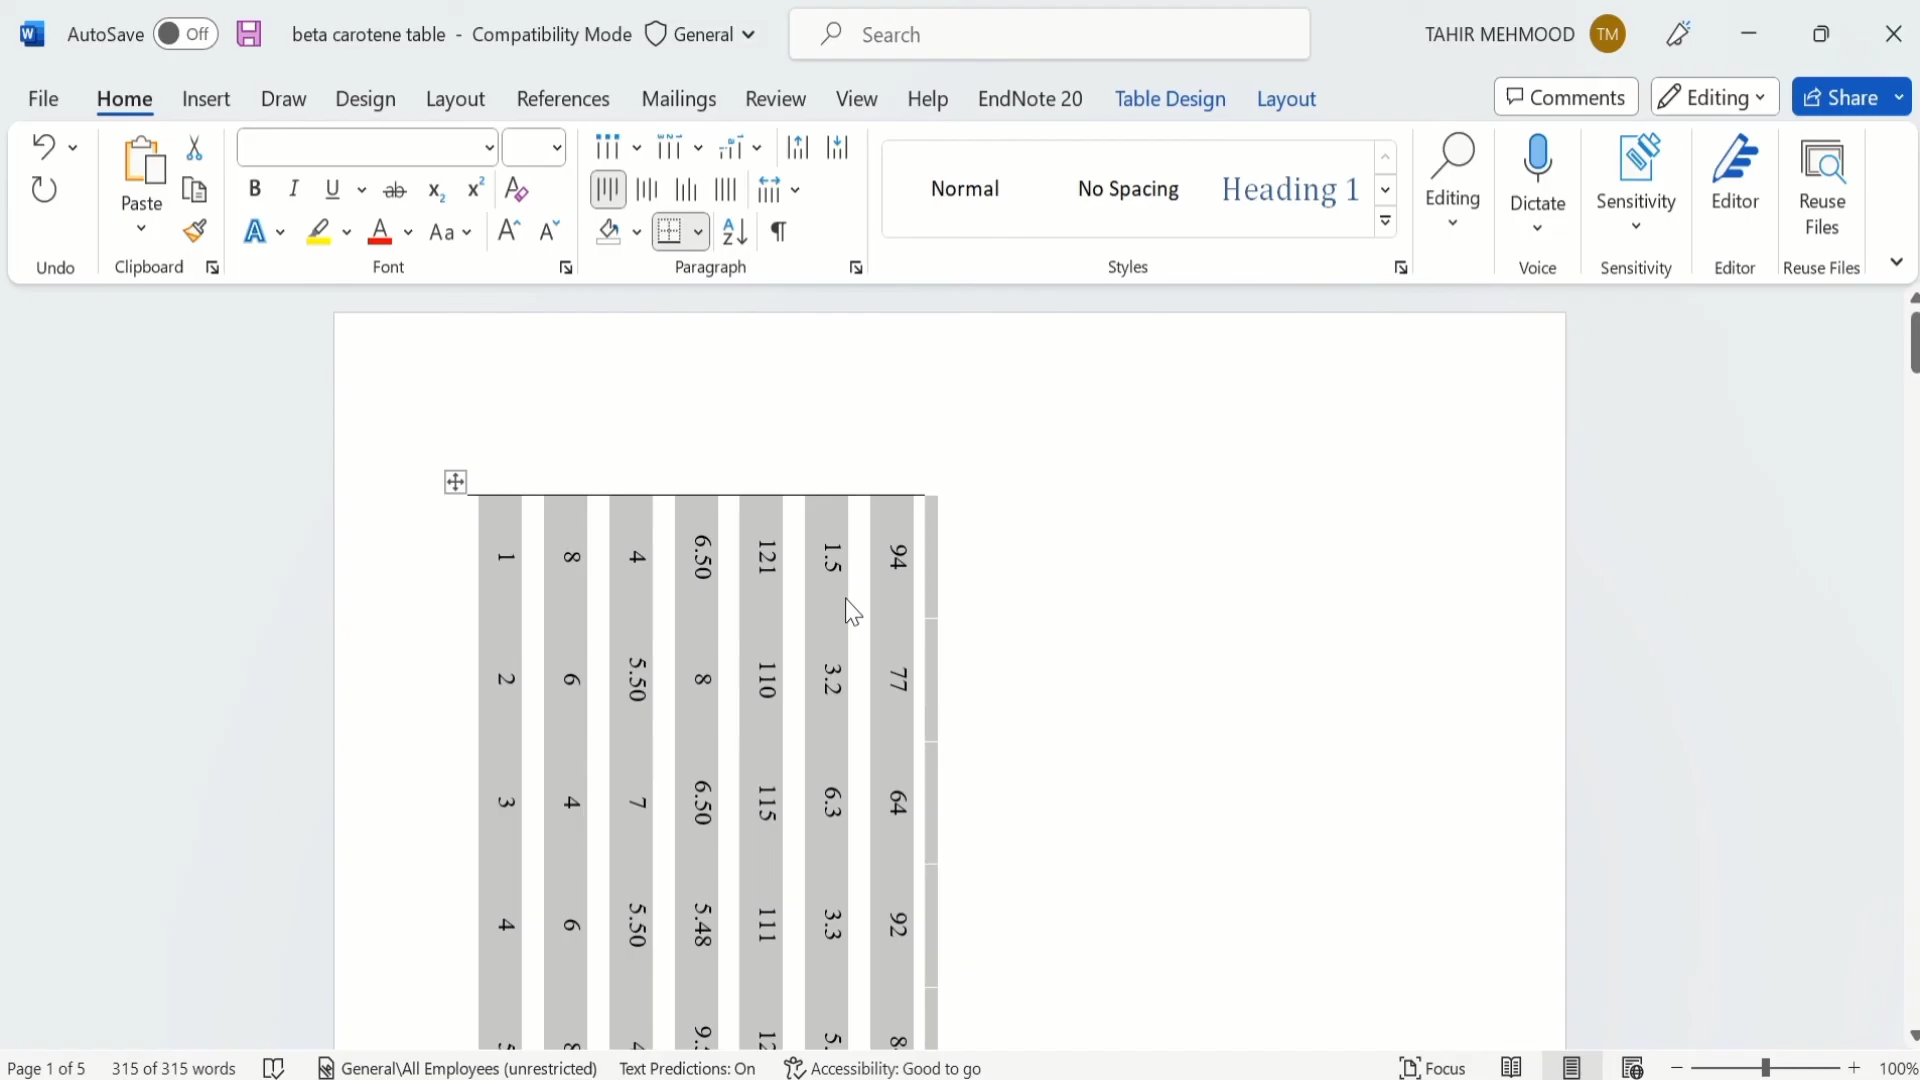 AutoSave Off beta carotene table - Compatibility Mode General Search TAHIR MEHMOOD TM
File Home Insert Draw Design Layout References Mailings Review View Help EndNote 20 Table Design Layout Comments Editing Share
Paste
B I U ab x₂ x² A
A A Aa A A
Normal No Spacing Heading 1
Editing
Dictate
Sensitivity
Editor
Reuse Files
Undo Clipboard Font Paragraph Styles Voice Sensitivity Editor Reuse Files
1 8 4 6.50 121 1.5 94
2 6 5.50 8 110 3.2 77
3 4 7 6.50 115 6.3 64
4 6 5.50 5.48 111 3.3 92
Page 1 of 5 315 of 315 words General\All Employees (unrestricted) Text Predictions: On Accessibility: Good to go Focus 100%